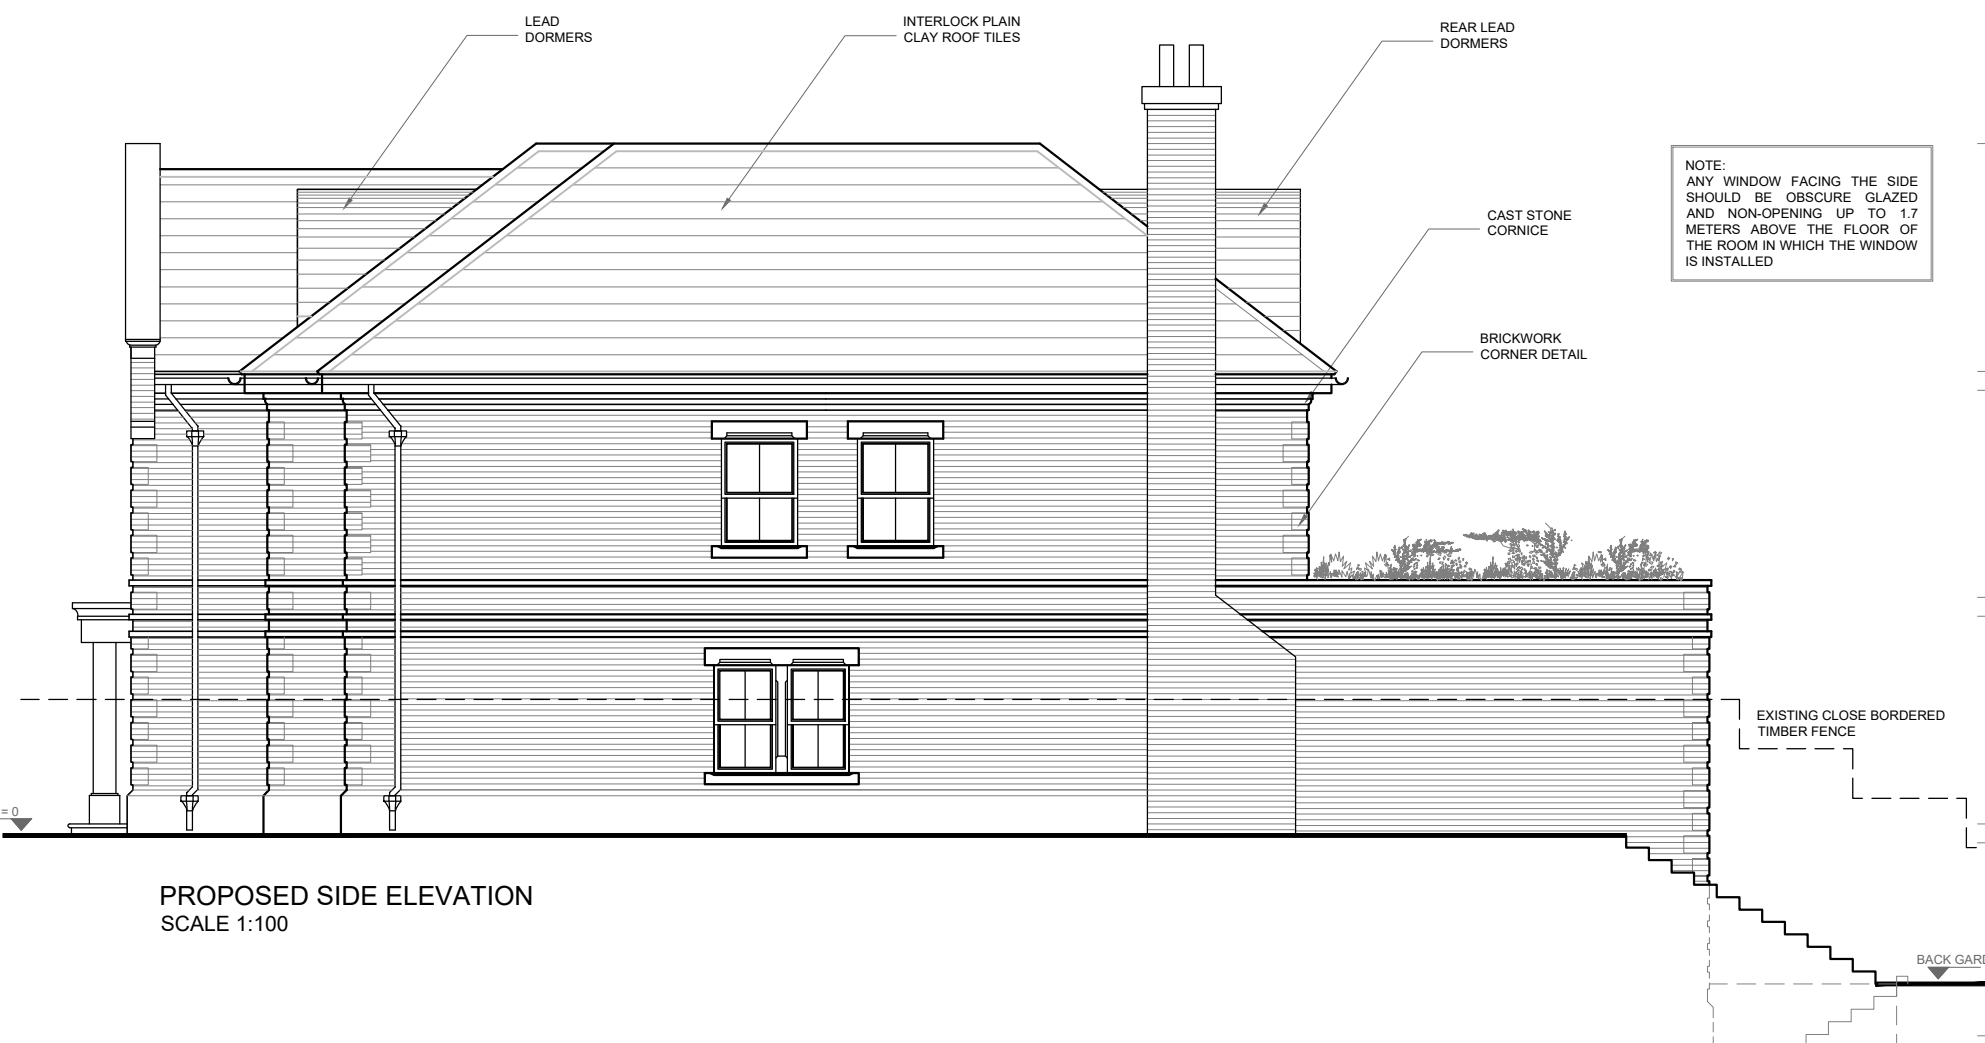 LEAD
DORMERS
INTERLOCK PLAIN
CLAY ROOF TILES
REAR LEAD
DORMERS
NOTE:
ANY WINDOW FACING THE SIDE
SHOULD BE OBSCURE GLAZED
AND NON-OPENING UP TO 1.7
METERS ABOVE THE FLOOR OF
THE ROOM IN WHICH THE WINDOW
IS INSTALLED
CAST STONE
CORNICE
BRICKWORK
CORNER DETAIL
EXISTING CLOSE BORDERED
TIMBER FENCE
= 0
PROPOSED SIDE ELEVATION
SCALE 1:100
BACK GARD